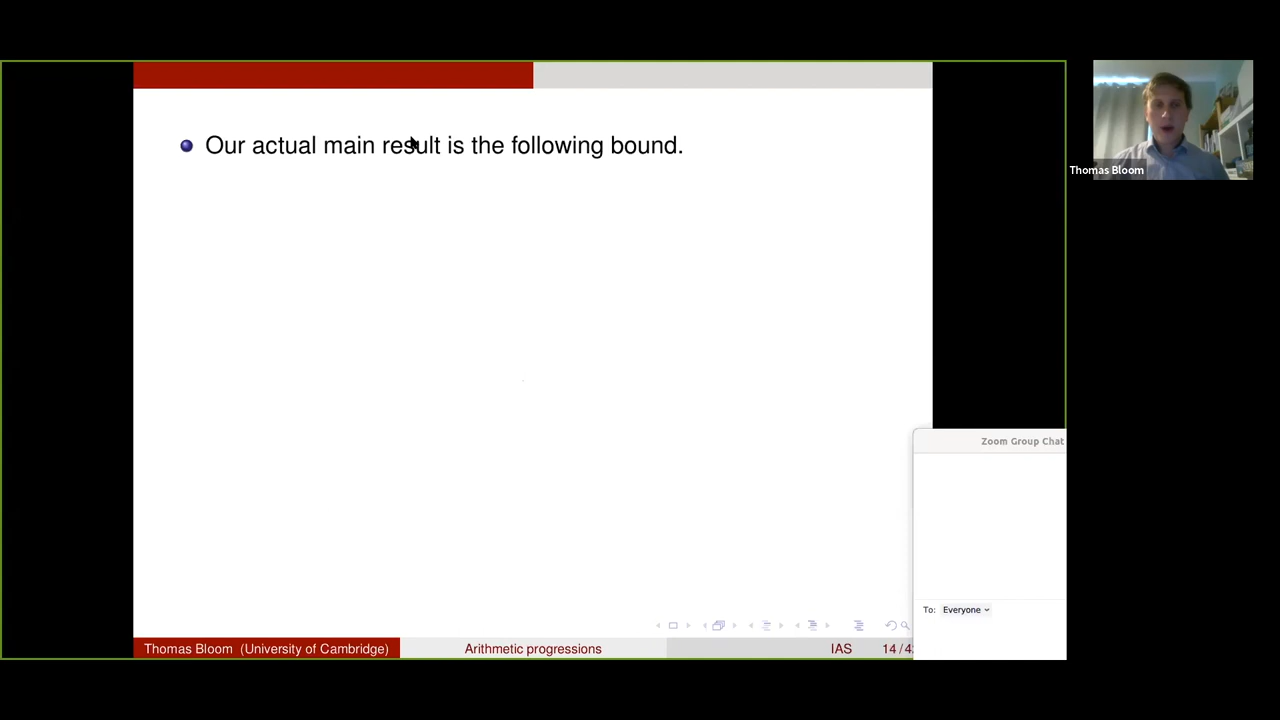 Our actual main result is the following bound.
Thomas Bloom
Zoom Group Chat
To: Everyone
Thomas Bloom (University of Cambridge)
Arithmetic progressions
IAS
14 / 4